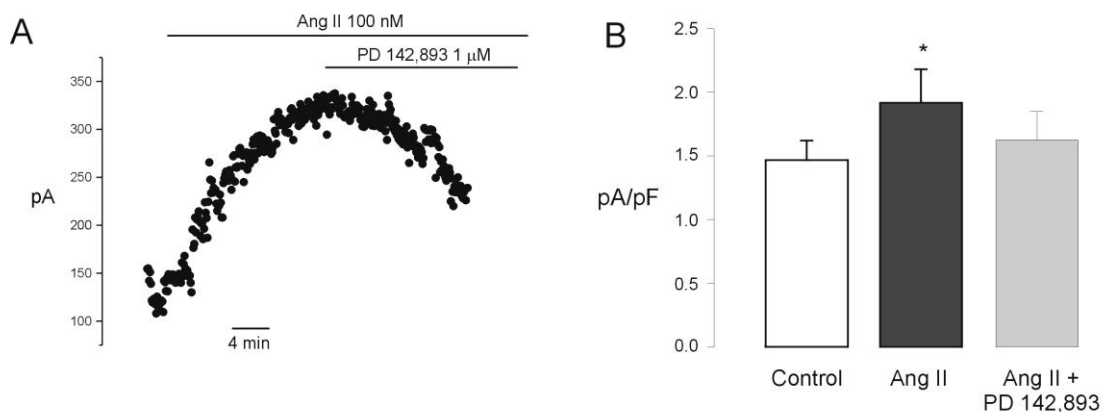 A
Ang II 100 nM
PD 142,893 1 μM
350
300
250
200
150
100
pA
4 min
B
2.5
2.0
1.5
1.0
0.5
0.0
pA/pF
*
Control
Ang II
Ang II +
PD 142,893